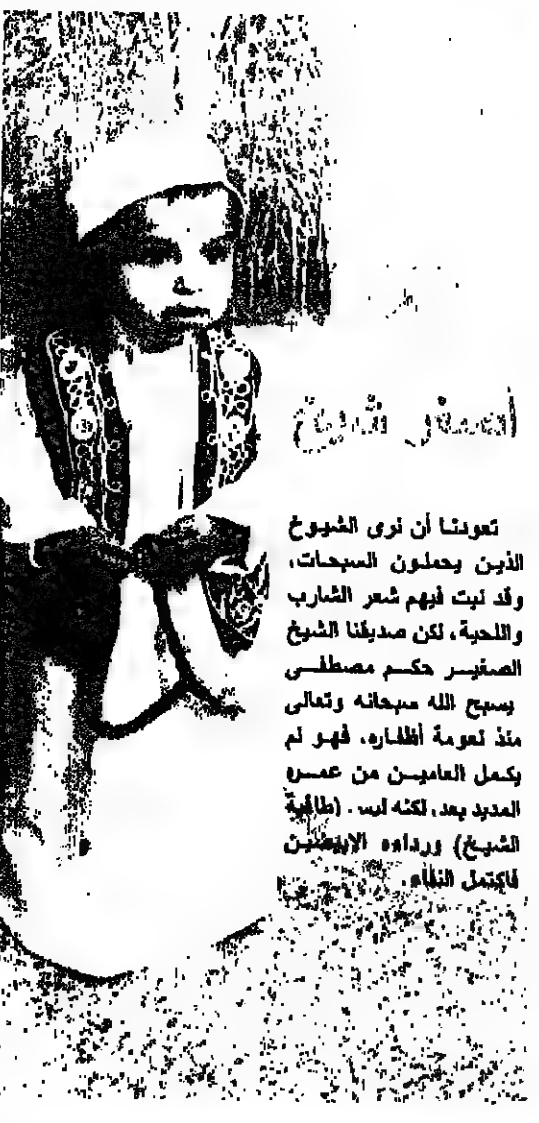 أصغر شيخ
تعودنا أن نرى الشيوخ
الذين يحملون السبحات،
وقد نبت فيهم شعر الشارب
واللحية، لكن صديقنا الشيخ
الصغير حكم مصطفى
يسبح الله سبحانه وتعالى
منذ نعومة أظفاره، فهو لم
يكمل العامين من عمره
المديد بعد، لكنه لبس (طاقية
الشيخ) ورداءه الابيضين
فاكتمل النقاء.